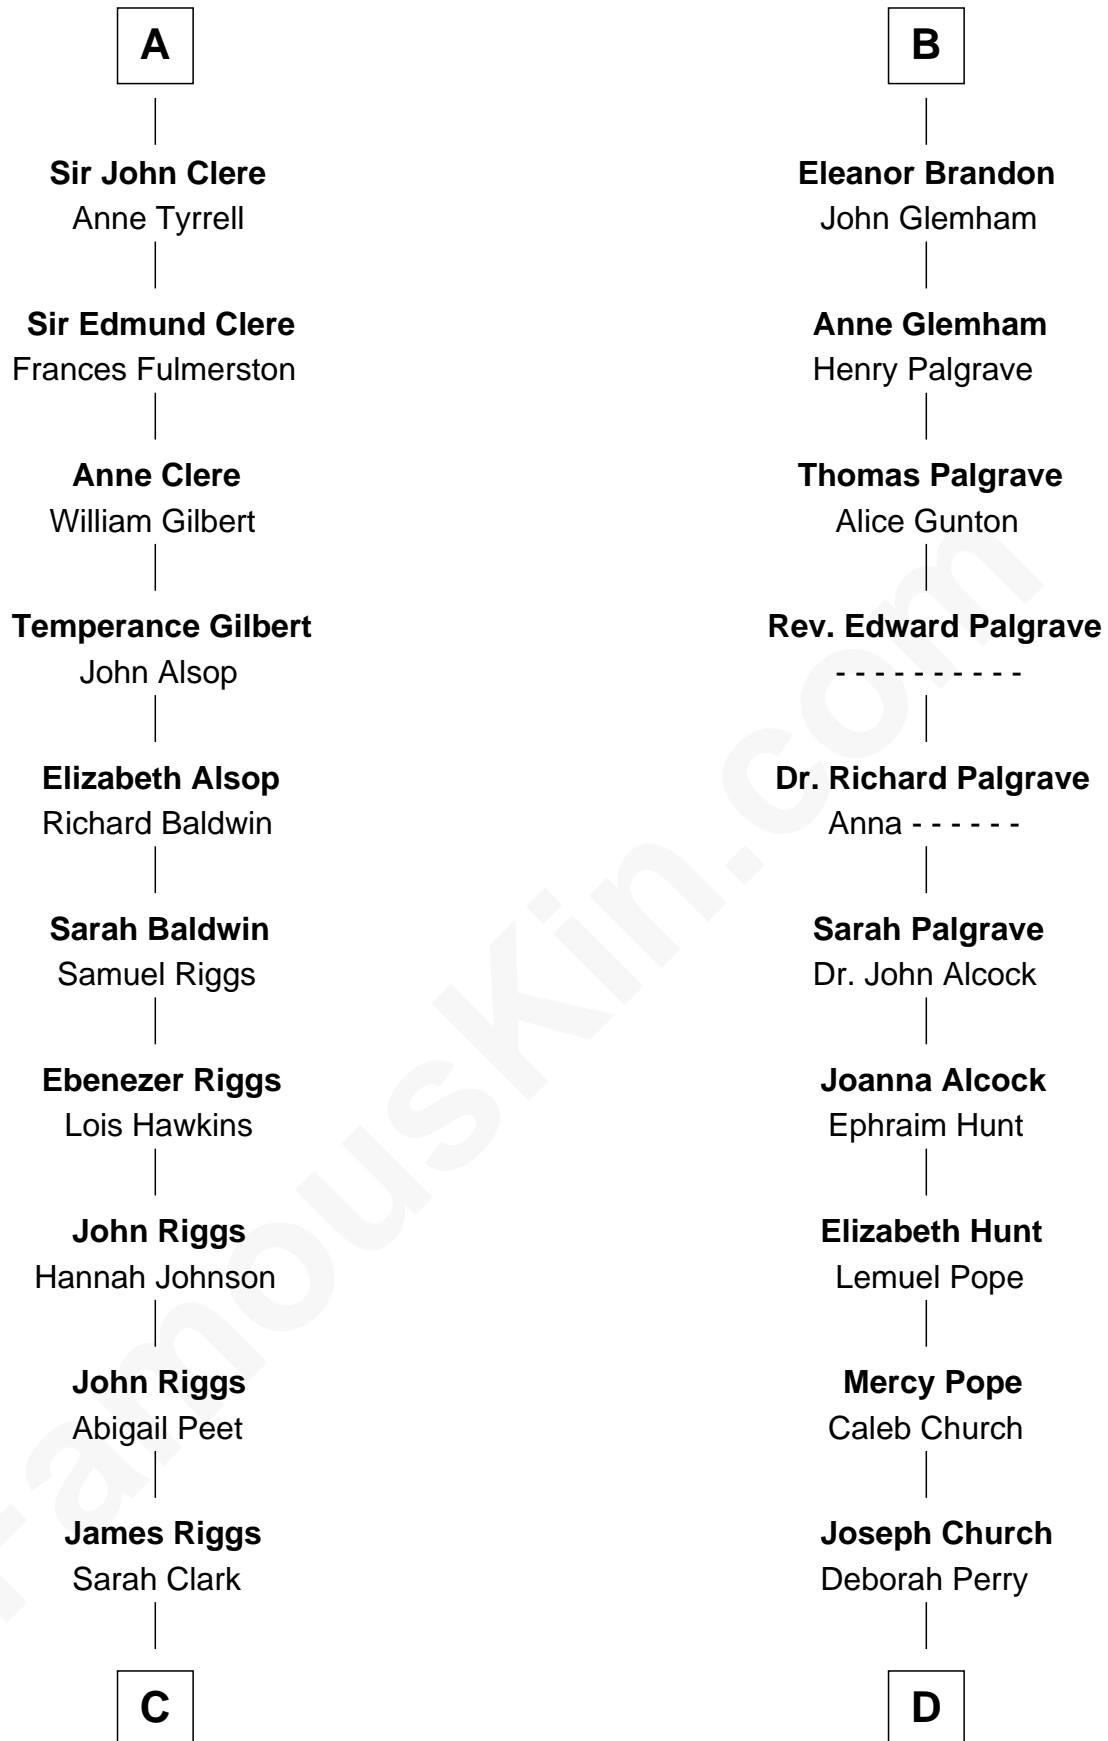 A
Sir John Clere
Anne Tyrrell
Sir Edmund Clere
Frances Fulmerston
Anne Clere
William Gilbert
Temperance Gilbert
John Alsop
Elizabeth Alsop
Richard Baldwin
Sarah Baldwin
Samuel Riggs
Ebenezer Riggs
Lois Hawkins
John Riggs
Hannah Johnson
John Riggs
Abigail Peet
James Riggs
Sarah Clark
C
B
Eleanor Brandon
John Glemham
Anne Glemham
Henry Palgrave
Thomas Palgrave
Alice Gunton
Rev. Edward Palgrave
- - - - - - - - - -
Dr. Richard Palgrave
Anna - - - - - -
Sarah Palgrave
Dr. John Alcock
Joanna Alcock
Ephraim Hunt
Elizabeth Hunt
Lemuel Pope
Mercy Pope
Caleb Church
Joseph Church
Deborah Perry
D
FamousKin.com